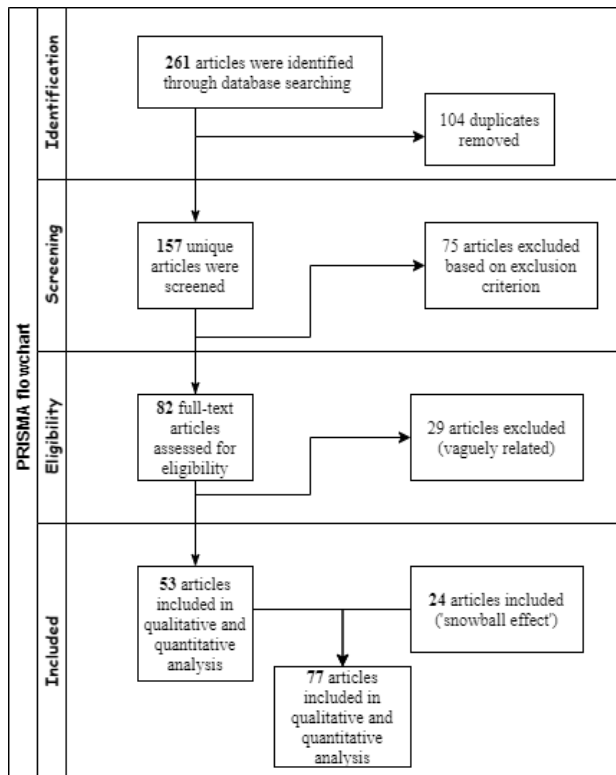 PRISMA flowchart
Identification
261 articles were identified
through database searching
104 duplicates
removed
Screening
157 unique
articles were
screened
75 articles excluded
based on exclusion
criterion
Eligibility
82 full-text
articles
assessed for
eligibility
29 articles excluded
(vaguely related)
Included
53 articles
included in
qualitative and
quantitative
analysis
24 articles included
('snowball effect')
77 articles
included in
qualitative and
quantitative
analysis